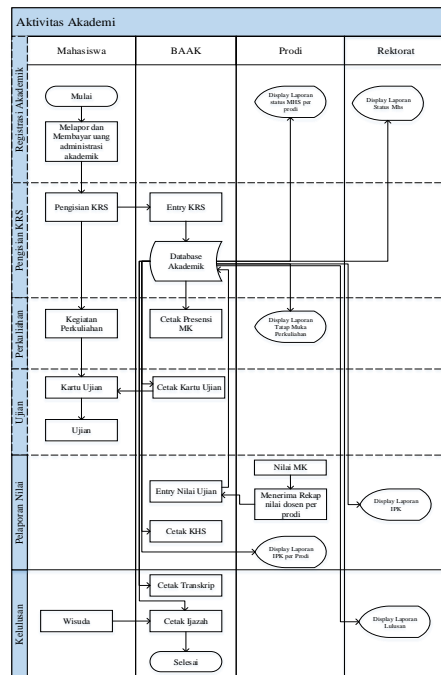 Aktivitas Akademi
Mahasiswa
BAAK
Prodi
Rektorat
Registrasi Akademik
Mulai
Melapor dan
Membayar uang
administrasi
akademik
Display Laporan
status MHS per
prodi
Display Laporan
Status Mhs
Pengisian KRS
Pengisian KRS
Entry KRS
Database
Akademik
Perkuliahan
Kegiatan
Perkuliahan
Cetak Presensi
MK
Display Laporan
Tatap Muka
Perkuliahan
Ujian
Kartu Ujian
Cetak Kartu Ujian
Ujian
Pelaporan Nilai
Nilai MK
Entry Nilai Ujian
Menerima Rekap
nilai dosen per
prodi
Display Laporan
IPK
Cetak KHS
Display Laporan
IPK per Prodi
Kelulusan
Cetak Transkrip
Wisuda
Cetak Ijazah
Display Laporan
Lulusan
Selesai